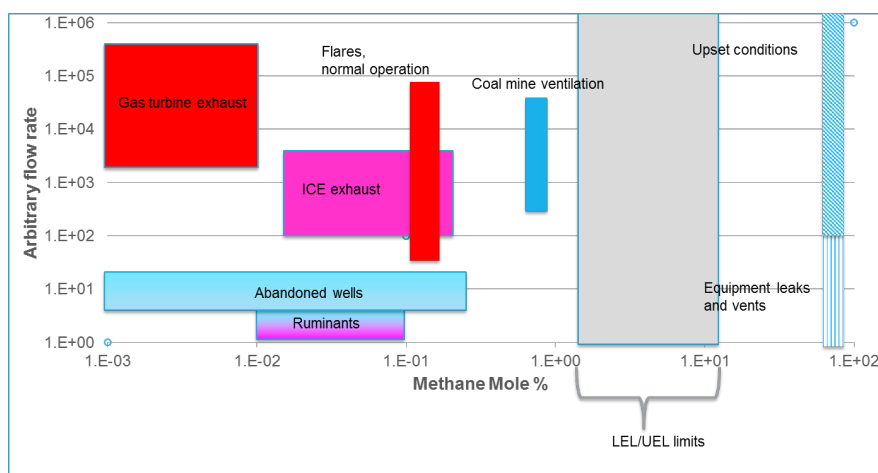 1.E+06
Flares,
normal operation
Upset conditions
1.E+05
Coal mine ventilation
Gas turbine exhaust
1.E+04
Arbitrary flow rate
1.E+03
ICE exhaust
1.E+02
1.E+01
Abandoned wells
Equipment leaks
and vents
Ruminants
1.E+00
1.E-03
1.E-02
1.E-01
1.E+00
1.E+01
1.E+02
Methane Mole %
LEL/UEL limits